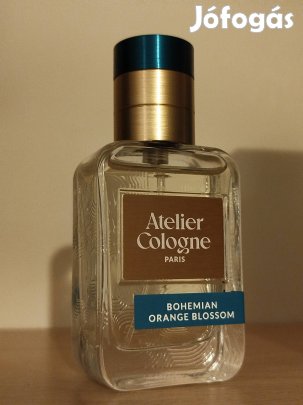 Jófogás
Atelier
Cologne
PARIS
BOHEMIAN
ORANGE BLOSSOM